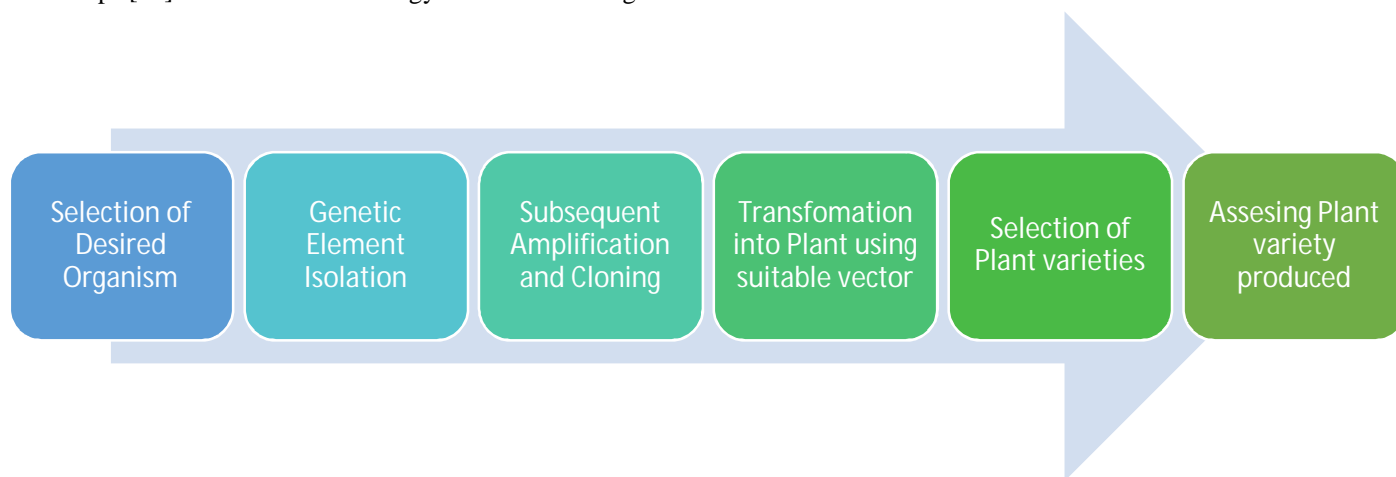 Selection of
Desired
Organism
Genetic
Element
Isolation
Subsequent
Amplification
and Cloning
Transfomation
into Plant using
suitable vector
Selection of
Plant varieties
Assesing Plant
variety
produced